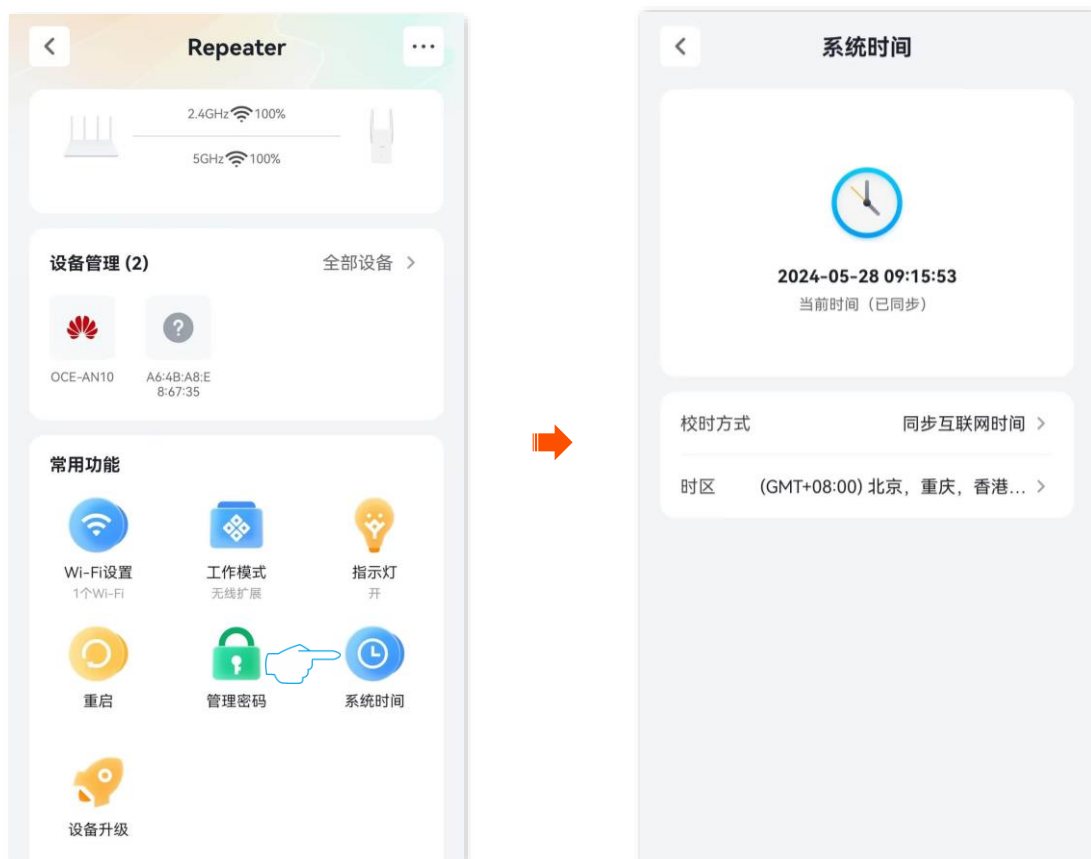 Repeater
2.4GHz 100%
5GHz 100%
设备管理 (2)
全部设备
OCE-AN10
A6:4B:A8:E
8:67:35
常用功能
Wi-Fi设置
1个Wi-Fi
工作模式
无线扩展
指示灯
开
重启
管理密码
系统时间
设备升级
系统时间
2024-05-28 09:15:53
当前时间（已同步）
校时方式
同步互联网时间
时区
(GMT+08:00) 北京，重庆，香港...